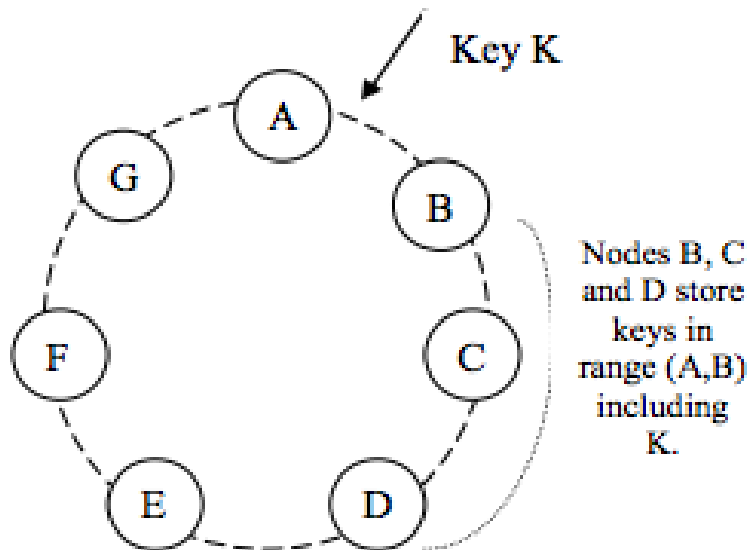 Key K
A
G
B
Nodes B, C
and D store
keys in
range (A,B)
including
K.
F
C
E
D